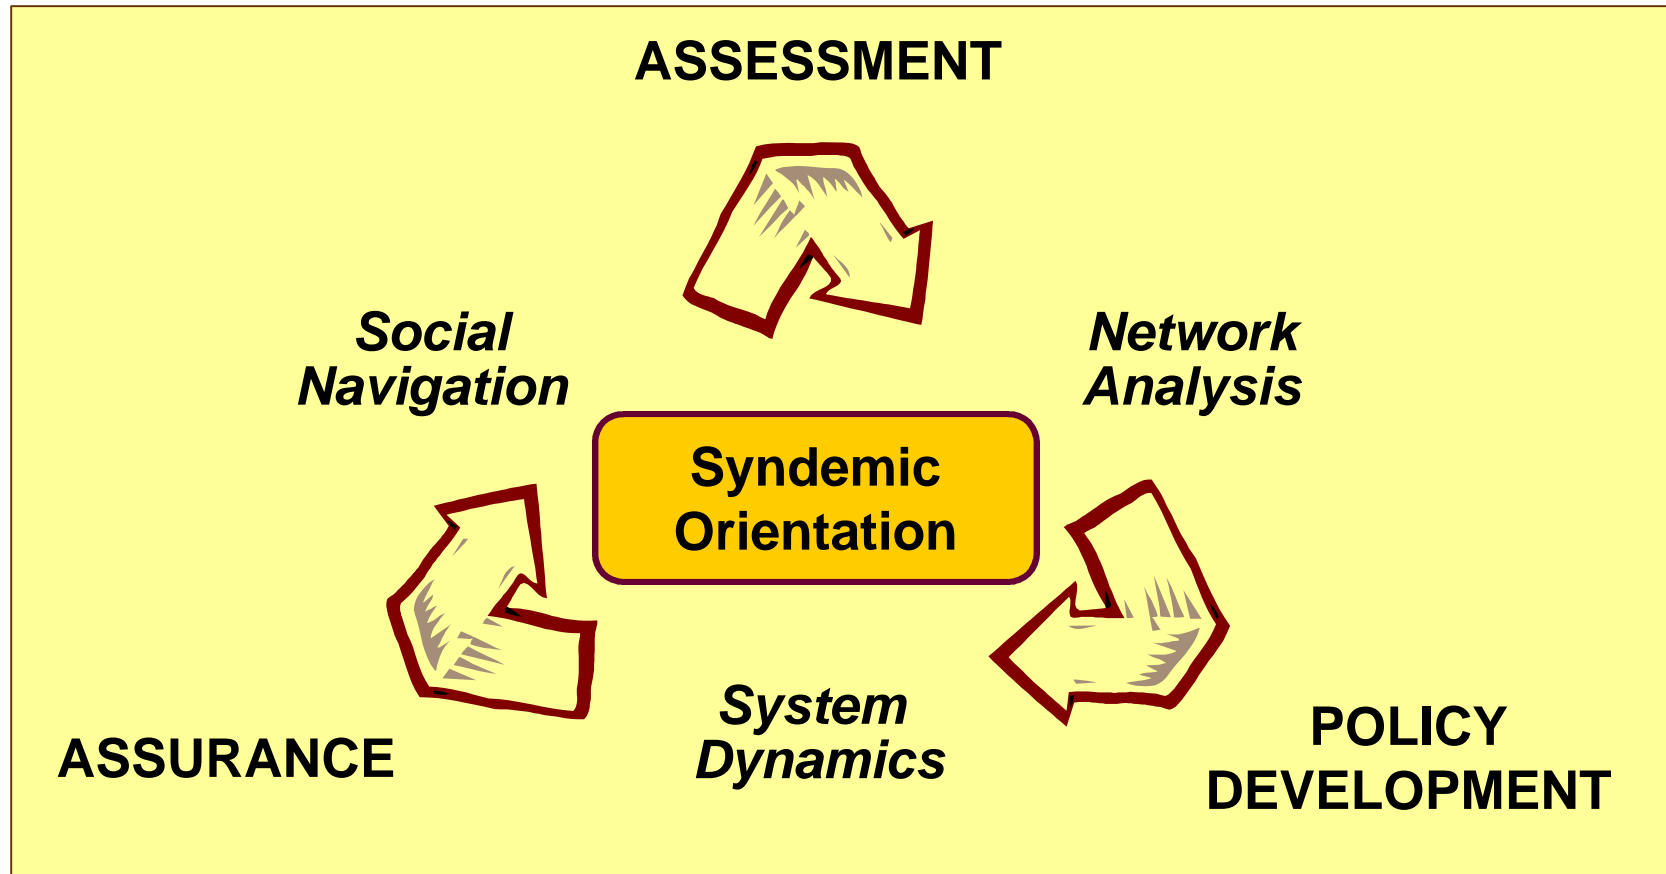 ASSESSMENT
Social
Navigation
Network
Analysis
Syndemic
Orientation
System
Dynamics
ASSURANCE
POLICY
DEVELOPMENT